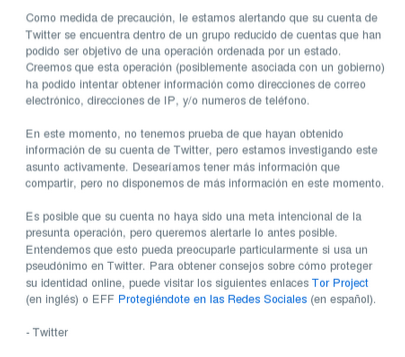 Como medida de precaución, le estamos alertando que su cuenta de
Twitter se encuentra dentro de un grupo reducido de cuentas que han
podido ser objetivo de una operación ordenada por un estado.
Creemos que esta operación (posiblemente asociada con un gobierno)
ha podido intentar obtener información como direcciones de correo
electrónico, direcciones de IP, y/o numeros de teléfono.

En este momento, no tenemos prueba de que hayan obtenido
información de su cuenta de Twitter, pero estamos investigando este
asunto activamente. Desearíamos tener más información que
compartir, pero no disponemos de más información en este momento.

Es posible que su cuenta no haya sido una meta intencional de la
presunta operación, pero queremos alertarle lo antes posible.
Entendemos que esto pueda preocuparle particularmente si usa un
pseudónimo en Twitter. Para obtener consejos sobre cómo proteger
su identidad online, puede visitar los siguientes enlaces Tor Project
(en inglés) o EFF Protegiéndote en las Redes Sociales (en español).

- Twitter